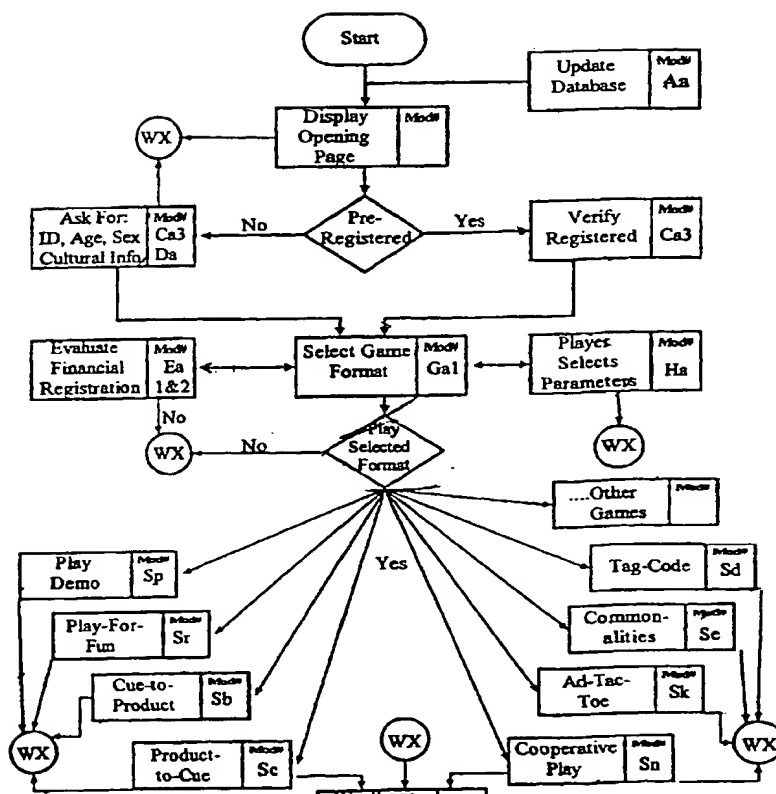 Start
Update
Database
Mod#
Aa
Display
Opening
Page
Mod#
WX
Ask For:
ID, Age, Sex
Cultural Info.
Mod#
Ca3
Da
No
Pre-
Registered
Yes
Verify
Registered
Mod#
Ca3
Evaluate
Financial
Registration
Mod#
Ea
1&2
Select Game
Format
Mod#
Ga1
Player
Selects
Parameters
Mod#
Ha
No
WX
No
Play
Selected
Format
WX
....Other
Games
Mod#
Play
Demo
Mod#
Sp
Yes
Tag-Code
Mod#
Sd
Play-For-
Fun
Mod#
Sr
Common-
alities
Mod#
Se
Cue-to-
Product
Mod#
Sb
Ad-Tac-
Toe
Mod#
Sk
WX
Product-
to-Cue
Mod#
Sc
WX
Cooperative
Play
Mod#
Sn
WX